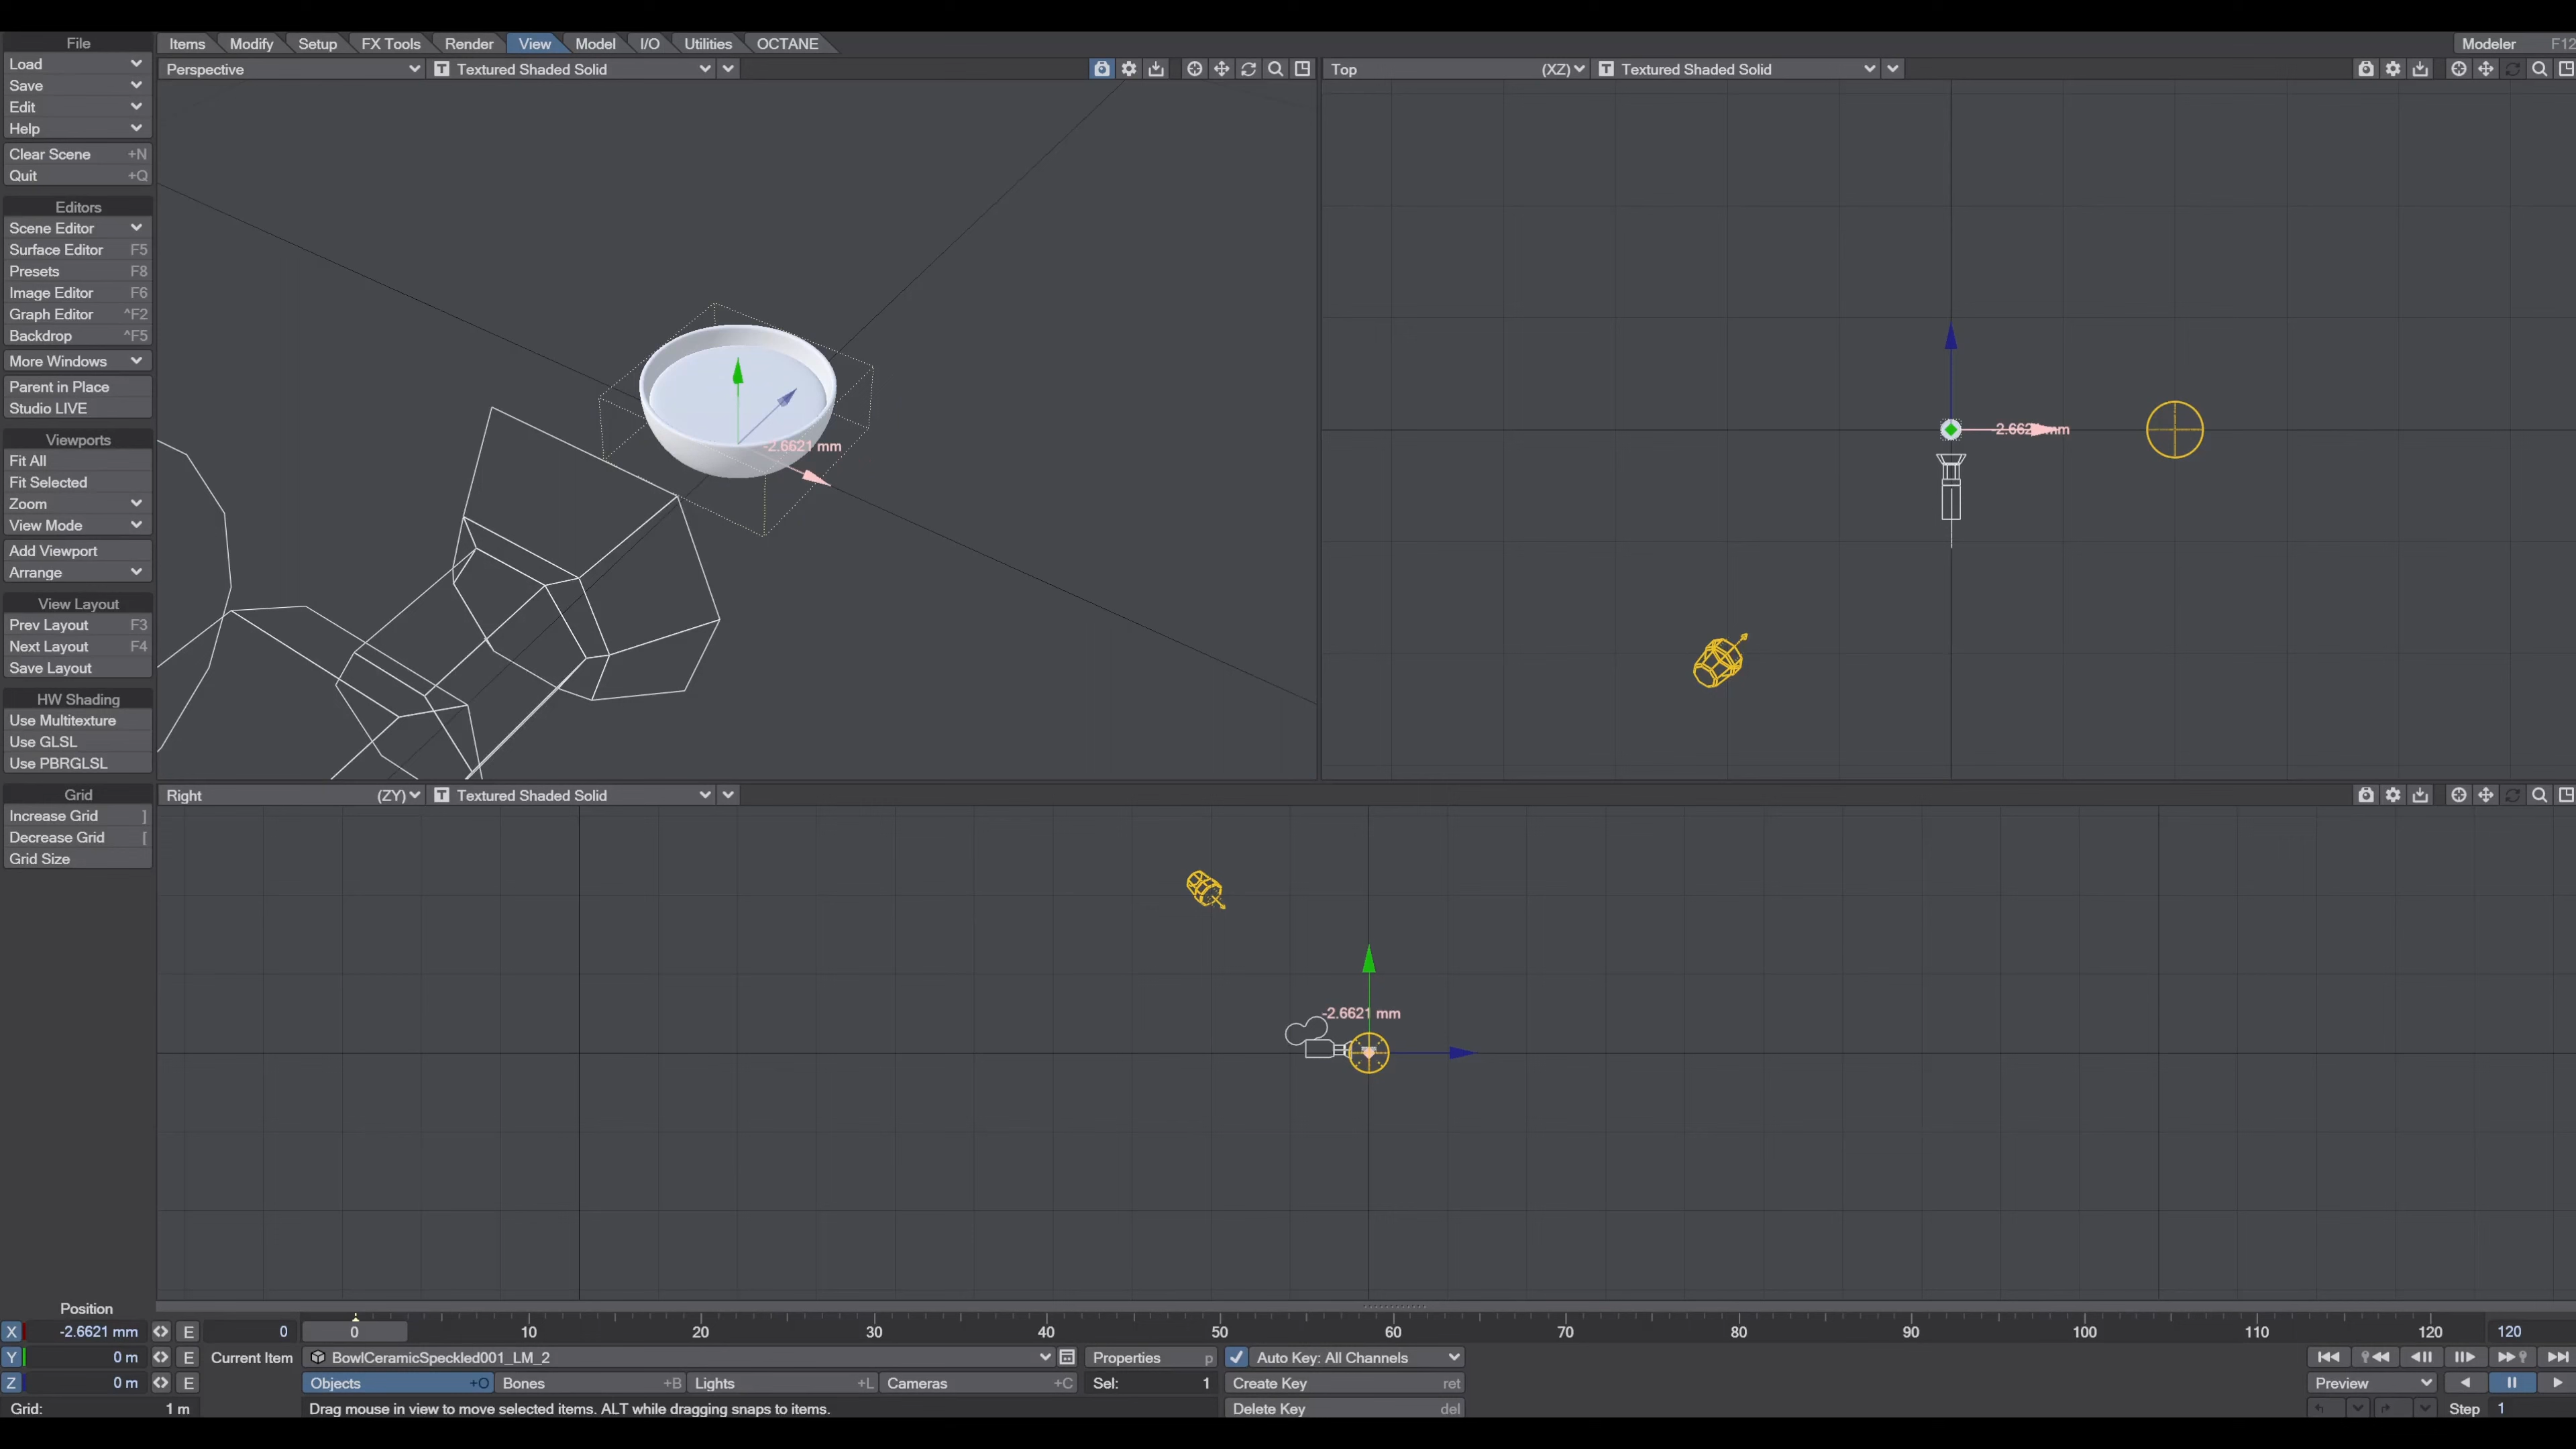 File Items Modify Setup FX Tools Render View Model I/O Utilities OCTANE Modeler F12
Load Perspective T Textured Shaded Solid Top (XZ) T Textured Shaded Solid
Save
Edit
Help
Clear Scene +N
Quit +Q
Editors
Scene Editor
Surface Editor F5
Presets F8
Image Editor F6
Graph Editor ^F2
Backdrop ^F5
More Windows
Parent in Place
Studio LIVE
Viewports
Fit All
Fit Selected
Zoom
View Mode
Add Viewport
Arrange
View Layout
Prev Layout F3
Next Layout F4
Save Layout
HW Shading
Use Multitexture
Use GLSL
Use PBRGLSL
Grid
Increase Grid ]
Decrease Grid [
Grid Size
-2.6621 mm
Right (ZY) T Textured Shaded Solid
-2.6621 mm
Position
X -2.6621 mm E 0 0 10 20 30 40 50 60 70 80 90 100 110 120 120
Y 0 m E Current Item BowlCeramicSpeckled001_LM_2 Properties p Auto Key: All Channels
Z 0 m E Objects +O Bones +B Lights +L Cameras +C Sel: 1 Create Key ret Preview
Grid: 1 m Drag mouse in view to move selected items. ALT while dragging snaps to items. Delete Key del Step 1